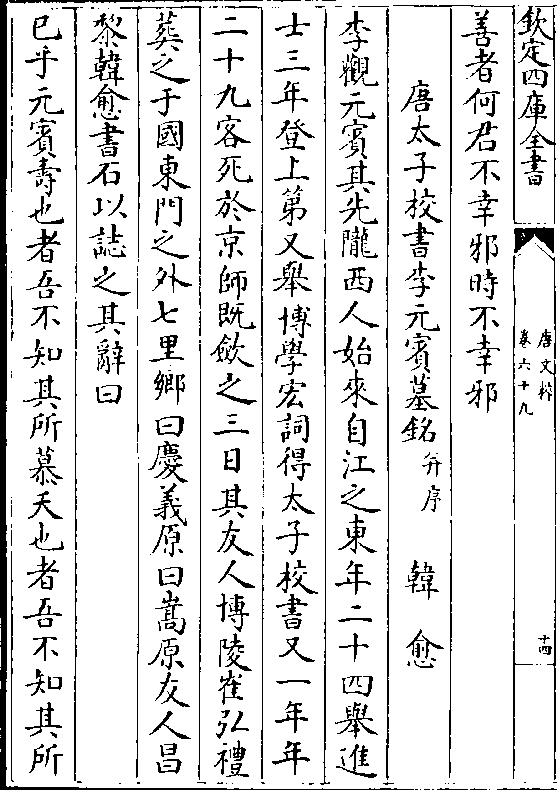 欽定四庫全書
唐文粹
卷六十九
十四
善者何君不幸邪時不幸邪
唐太子校書李元賓墓銘并序 韓愈
李觀元賓其先隴西人始來自江之東年二十四舉進
士三年登上第又舉博學宏詞得太子校書又一年年
二十九客死於京師既斂之三日其友人博陵崔弘禮
葬之于國東門之外七里鄉曰慶義原曰嵩原友人昌
黎韓愈書石以誌之其辭曰
已乎元賓壽也者吾不知其所慕夭也者吾不知其所